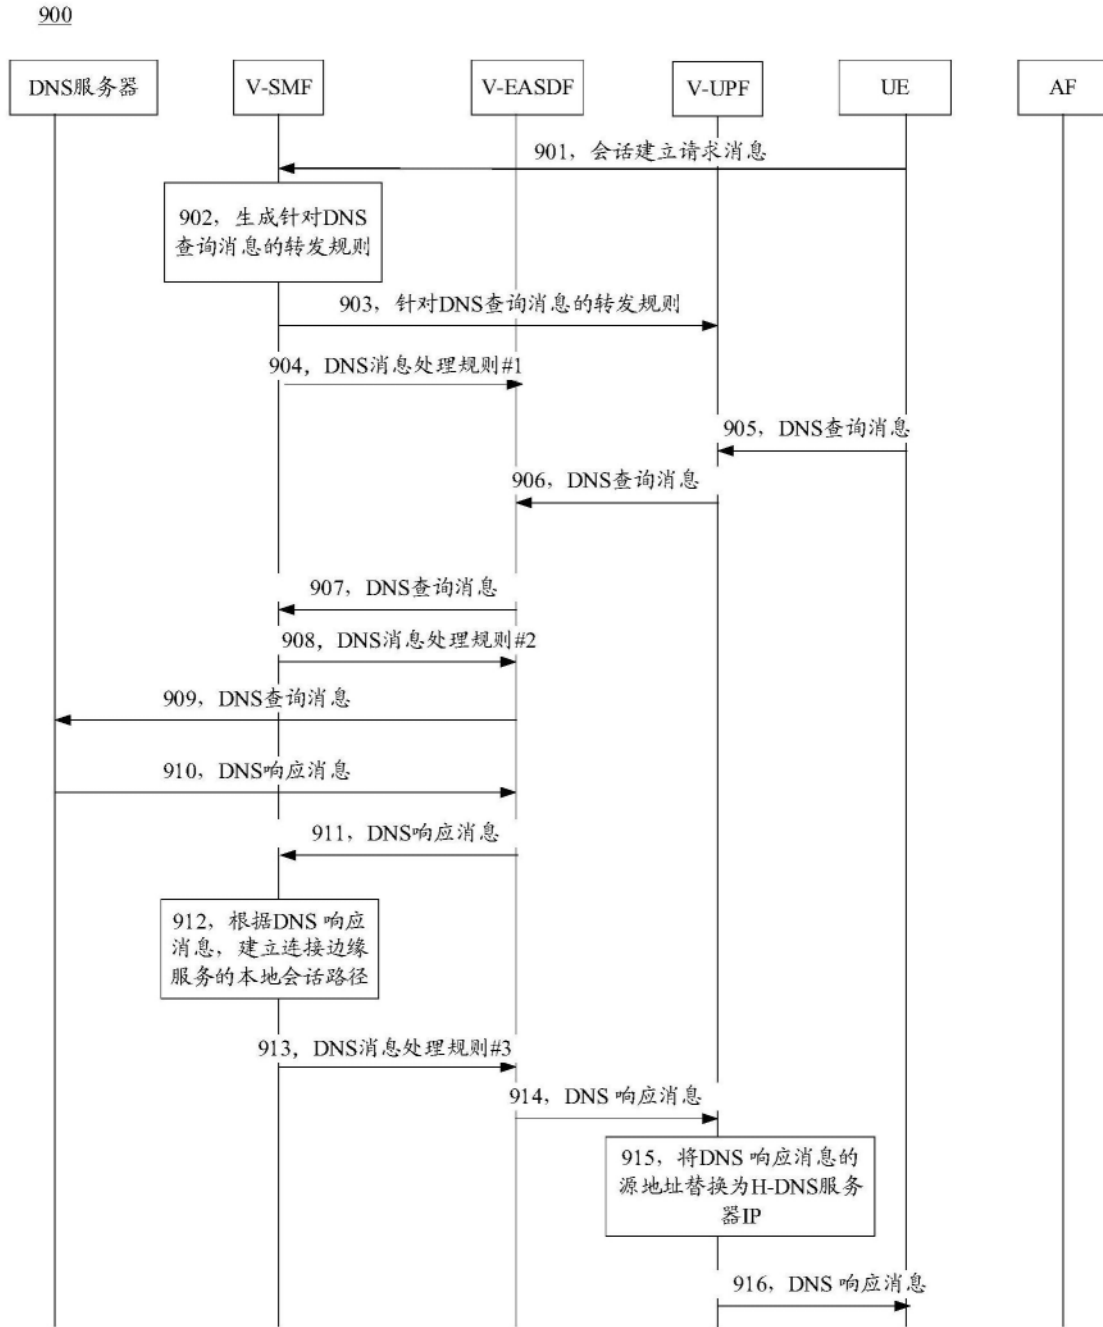 900
DNS服务器
V-SMF
V-EASDF
V-UPF
UE
AF
901，会话建立请求消息
902，生成针对DNS
查询消息的转发规则
903，针对DNS查询消息的转发规则
904，DNS消息处理规则#1
905，DNS查询消息
906，DNS查询消息
907，DNS查询消息
908，DNS消息处理规则#2
909，DNS查询消息
910，DNS响应消息
911，DNS响应消息
912，根据DNS 响应
消息，建立连接边缘
服务的本地会话路径
913，DNS消息处理规则#3
914，DNS 响应消息
915，将DNS 响应消息的
源地址替换为H-DNS服务
器IP
916，DNS 响应消息